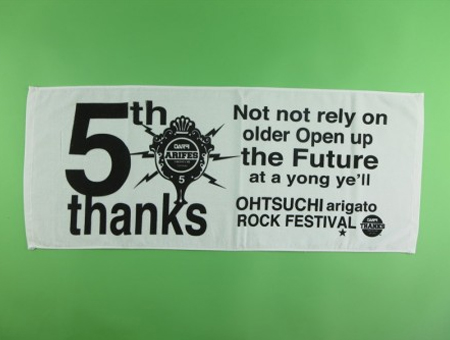 5th
thanks
ARIFES
5
Not not rely on
older Open up
the Future
at a yong ye'll
OHTSUCHI arigato
ROCK FESTIVAL